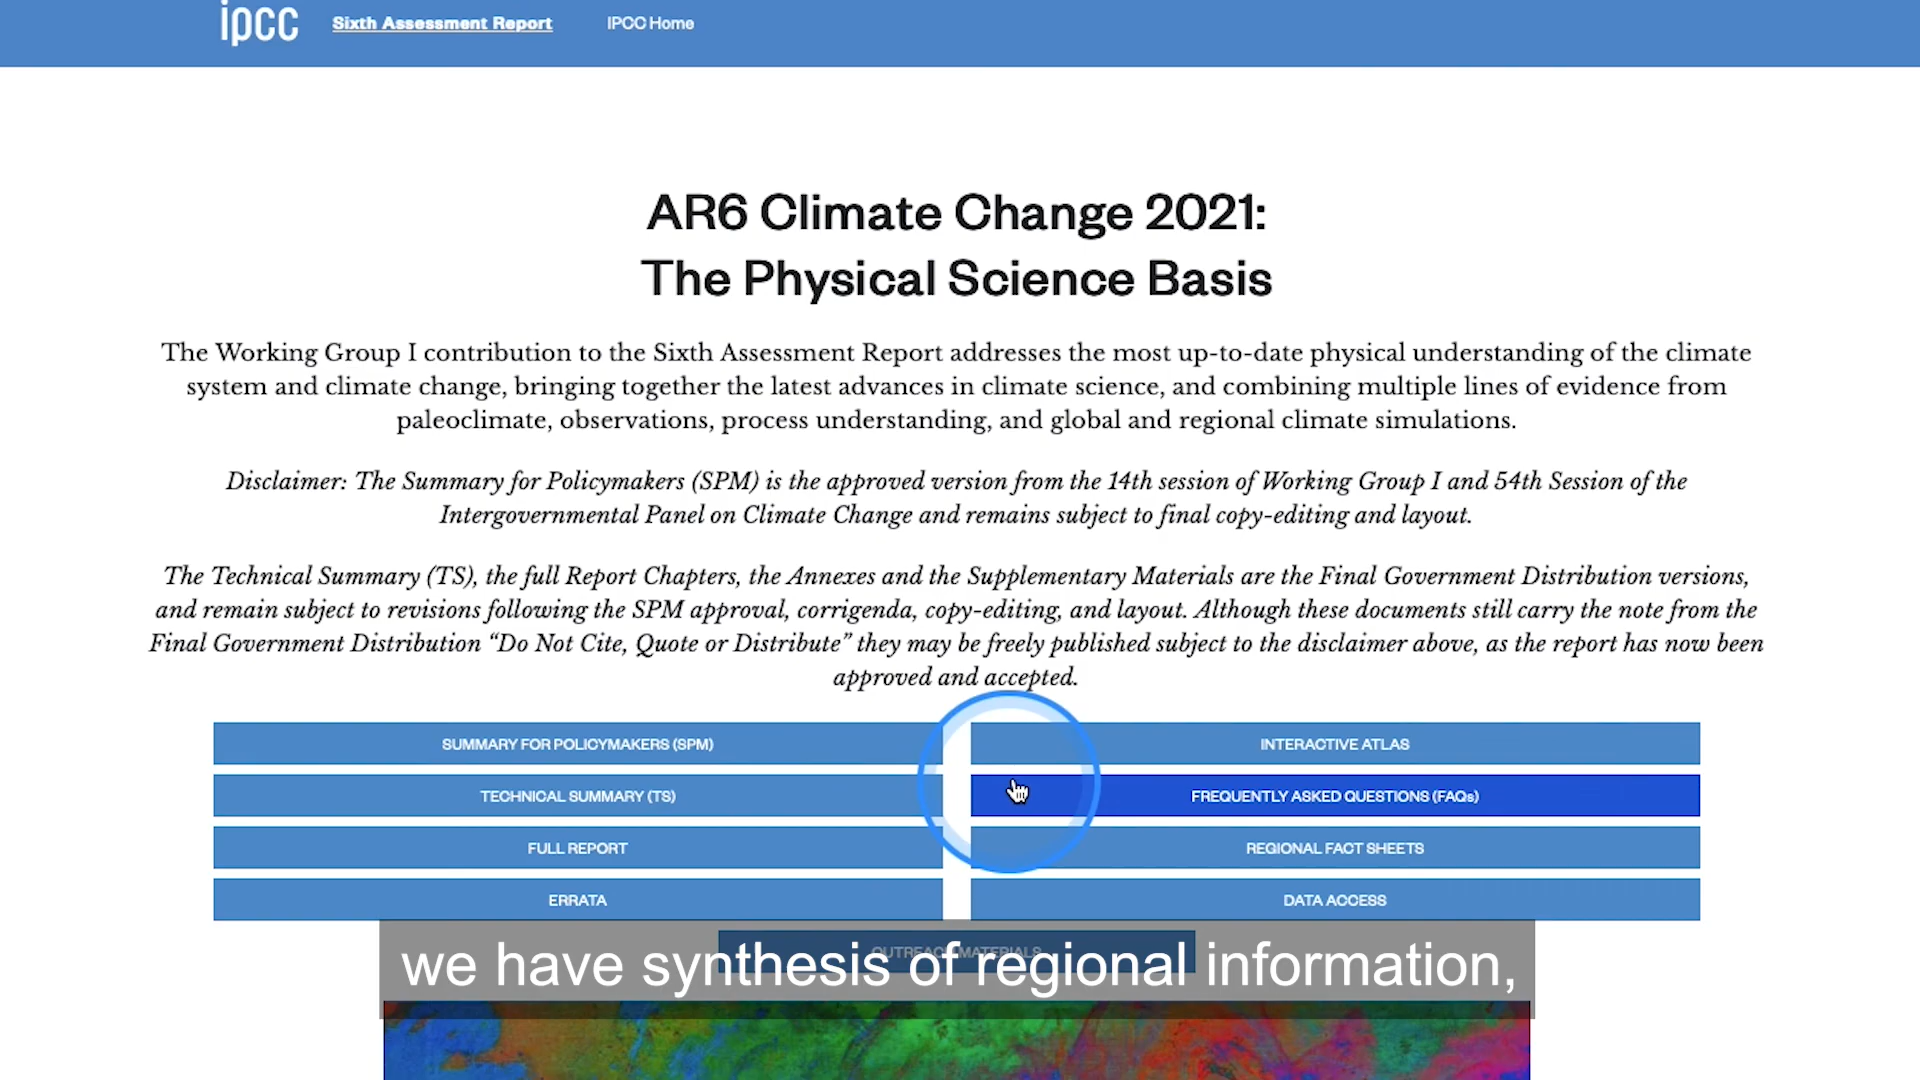 ipcc
Sixth Assessment Report
IPCC Home
AR6 Climate Change 2021:
The Physical Science Basis
The Working Group I contribution to the Sixth Assessment Report addresses the most up-to-date physical understanding of the climate
system and climate change, bringing together the latest advances in climate science, and combining multiple lines of evidence from
paleoclimate, observations, process understanding, and global and regional climate simulations.
Disclaimer: The Summary for Policymakers (SPM) is the approved version from the 14th session of Working Group I and 54th Session of the
Intergovernmental Panel on Climate Change and remains subject to final copy-editing and layout.
The Technical Summary (TS), the full Report Chapters, the Annexes and the Supplementary Materials are the Final Government Distribution versions,
and remain subject to revisions following the SPM approval, corrigenda, copy-editing, and layout. Although these documents still carry the note from the
Final Government Distribution “Do Not Cite, Quote or Distribute” they may be freely published subject to the disclaimer above, as the report has now been
approved and accepted.
SUMMARY FOR POLICYMAKERS (SPM)
INTERACTIVE ATLAS
TECHNICAL SUMMARY (TS)
FREQUENTLY ASKED QUESTIONS (FAQs)
FULL REPORT
REGIONAL FACT SHEETS
ERRATA
DATA ACCESS
OUTREACH MATERIALS
we have synthesis of regional information,